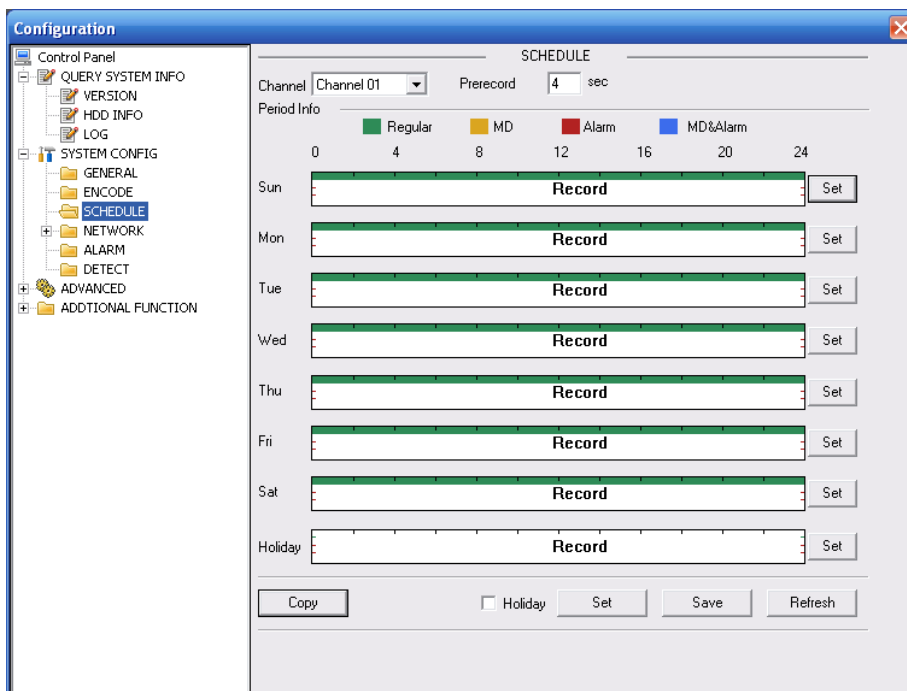 Configuration
Control Panel
QUERY SYSTEM INFO
VERSION
HDD INFO
LOG
SYSTEM CONFIG
GENERAL
ENCODE
SCHEDULE
NETWORK
ALARM
DETECT
ADVANCED
ADDTIONAL FUNCTION
SCHEDULE
Channel Channel 01 Prerecord 4 sec
Period Info
Regular MD Alarm MD&Alarm
0 4 8 12 16 20 24
Sun Record Set
Mon Record Set
Tue Record Set
Wed Record Set
Thu Record Set
Fri Record Set
Sat Record Set
Holiday Record Set
Copy Holiday Set Save Refresh